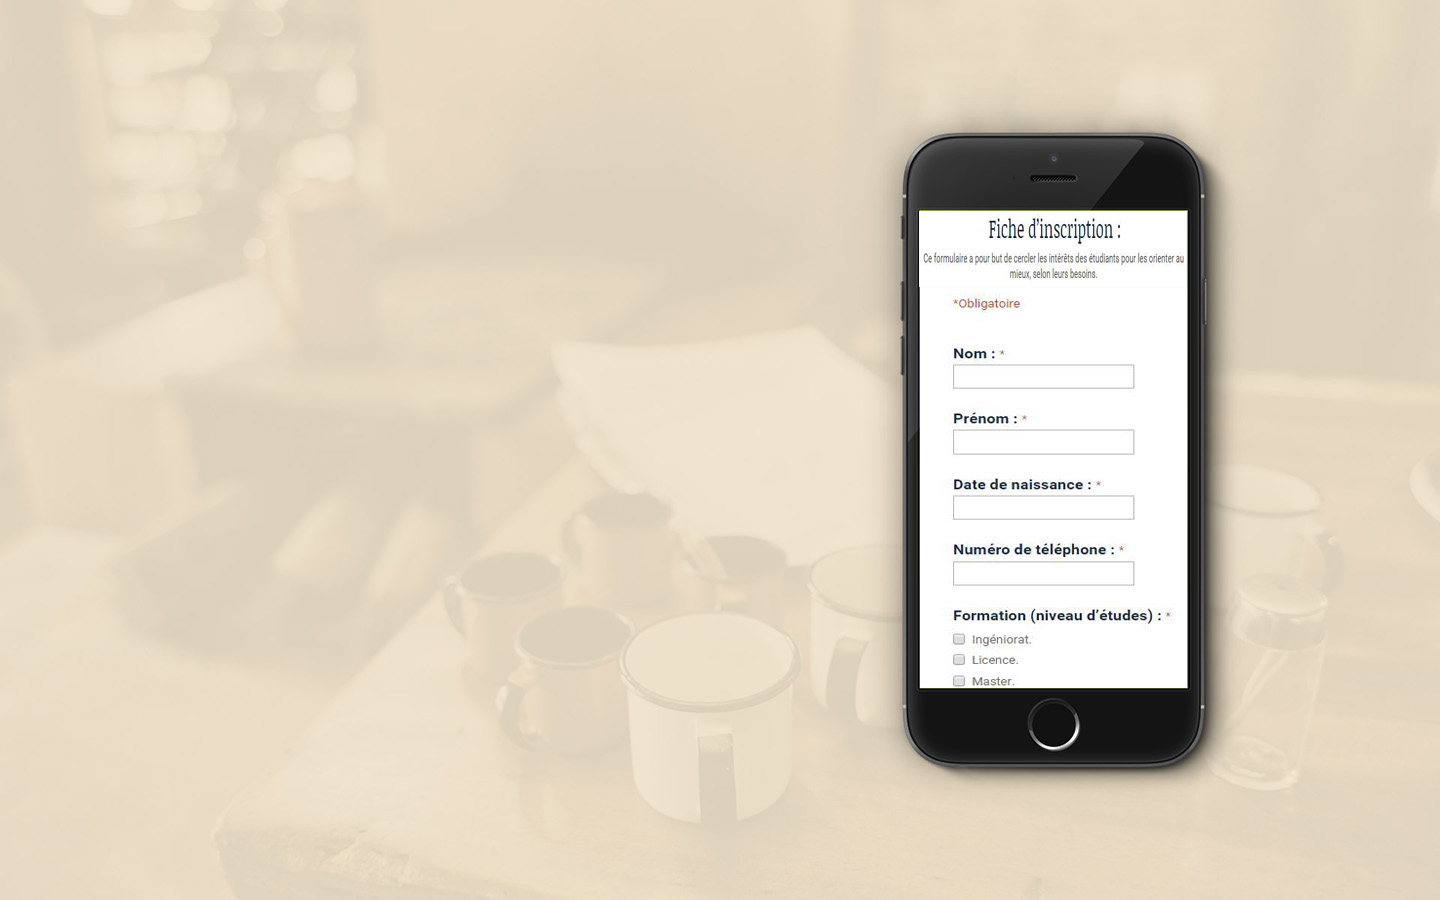 Fiche d'inscription :
Ce formulaire a pour but de cercler les intérêts des étudiants pour les orienter au
mieux, selon leurs besoins.
*Obligatoire
Nom : *
Prénom : *
Date de naissance : *
Numéro de téléphone : *
Formation (niveau d'études) : *
Ingéniorat.
Licence.
Master.